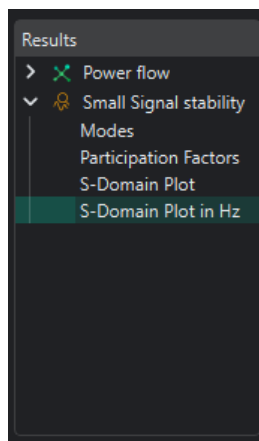 Results
Power flow
Small Signal stability
Modes
Participation Factors
S-Domain Plot
S-Domain Plot in Hz